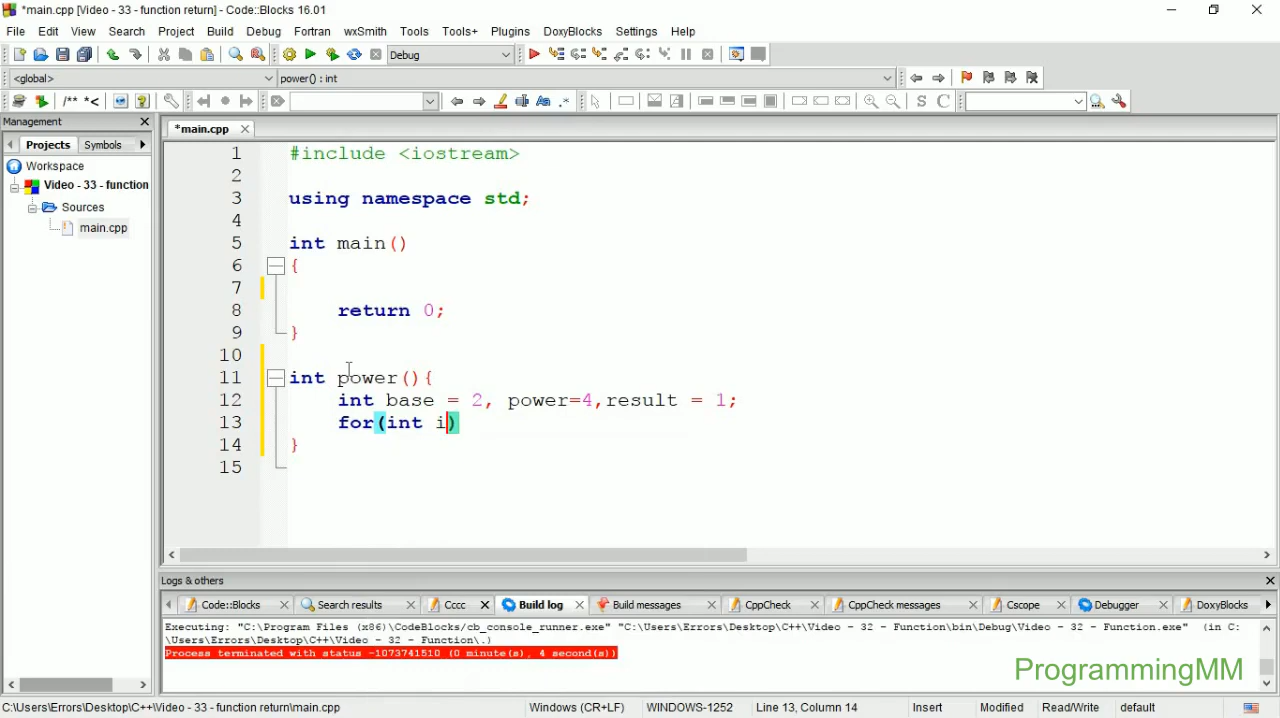 *main.cpp [Video - 33 - function return] - Code::Blocks 16.01
File Edit View Search Project Build Debug Fortran wxSmith Tools Tools+ Plugins DoxyBlocks Settings Help
Debug
<global> power() : int
/** *<
S C
Management
*main.cpp
Projects Symbols
Workspace
Video - 33 - function
Sources
main.cpp
1 #include <iostream>
2
3 using namespace std;
4
5 int main()
6 {
7
8 return 0;
9 }
10
11 int power(){
12 int base = 2, power=4,result = 1;
13 for(int i)
14 }
15
Logs & others
Code::Blocks Search results Cccc Build log Build messages CppCheck CppCheck messages Cscope Debugger DoxyBlocks
Executing: "C:\Program Files (x86)\CodeBlocks/cb_console_runner.exe" "C:\Users\Errors\Desktop\C++\Video - 32 - Function\bin\Debug\Video - 32 - Function.exe" (in C:
\Users\Errors\Desktop\C++\Video - 32 - Function\.)
Process terminated with status -1073741510 (0 minute(s), 4 second(s))
ProgrammingMM
C:\Users\Errors\Desktop\C++\Video - 33 - function return\main.cpp Windows (CR+LF) WINDOWS-1252 Line 13, Column 14 Insert Modified Read/Write default